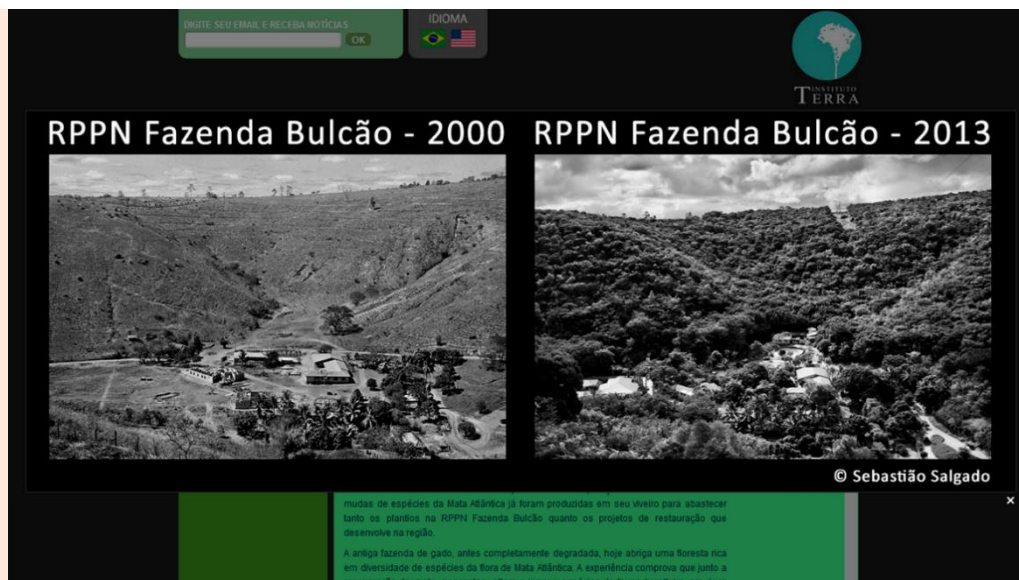 DIGITE SEU EMAIL E RECEBA NOTÍCIAS
OK
IDIOMA
INSTITUTO
TERRA
RPPN Fazenda Bulcão - 2000
RPPN Fazenda Bulcão - 2013
© Sebastião Salgado
mudas de espécies da Mata Atlântica já foram produzidas em seu viveiro para abastecer
tanto os plantios na RPPN Fazenda Bulcão quanto os projetos de restauração que
desenvolve na região.
A antiga fazenda de gado, antes completamente degradada, hoje abriga uma floresta rica
em diversidade de espécies da flora de Mata Atlântica. A experiência comprova que junto a